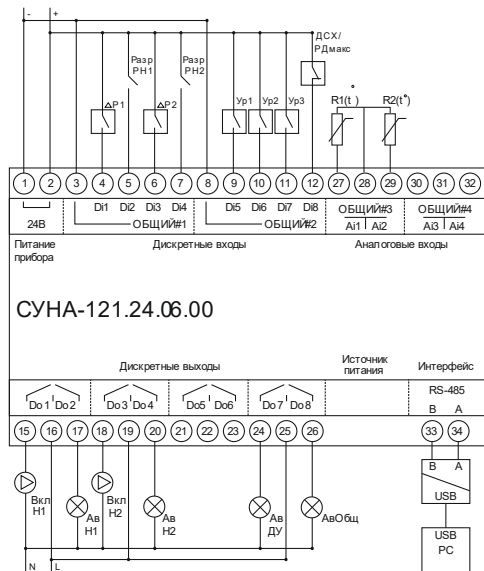 - +
ДСХ/
РДмакс
Разр
РН1
Разр
РН2
ΔP1
ΔP2
Ур1 Ур2 Ур3
R1(t°)
R2(t°)
1 2 3 4 5 6 7 8 9 10 11 12 27 28 29 30 31 32
24В
Di1 Di2 Di3 Di4
ОБЩИЙ#1
Di5 Di6 Di7 Di8
ОБЩИЙ#2
ОБЩИЙ#3
Ai1 Ai2
ОБЩИЙ#4
Ai3 Ai4
Питание
прибора
Дискретные входы
Аналоговые входы
СУНА-121.24.06.00
Дискретные выходы
Источник
питания
Интерфейс
RS-485
Do1 Do2 Do3 Do4 Do5 Do6 Do7 Do8
B A
15 16 17 18 19 20 21 22 23 24 25 26 33 34
Вкл
Н1
Ав
Н1
Вкл
Н2
Ав
Н2
Ав
ДУ
АвОбщ
B A
USB
USB
PC
N L